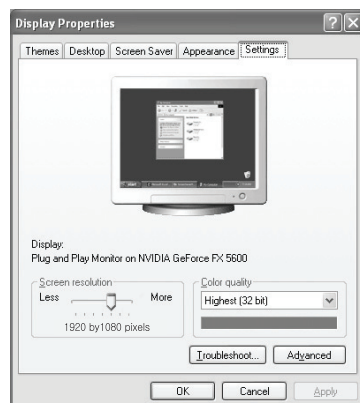 Display Properties
Themes Desktop Screen Saver Appearance Settings
Display:
Plug and Play Monitor on NVIDIA GeForce FX 5600
Screen resolution
Less More
1920 by1080 pixels
Color quality
Highest (32 bit)
Troubleshoot... Advanced
OK Cancel Apply